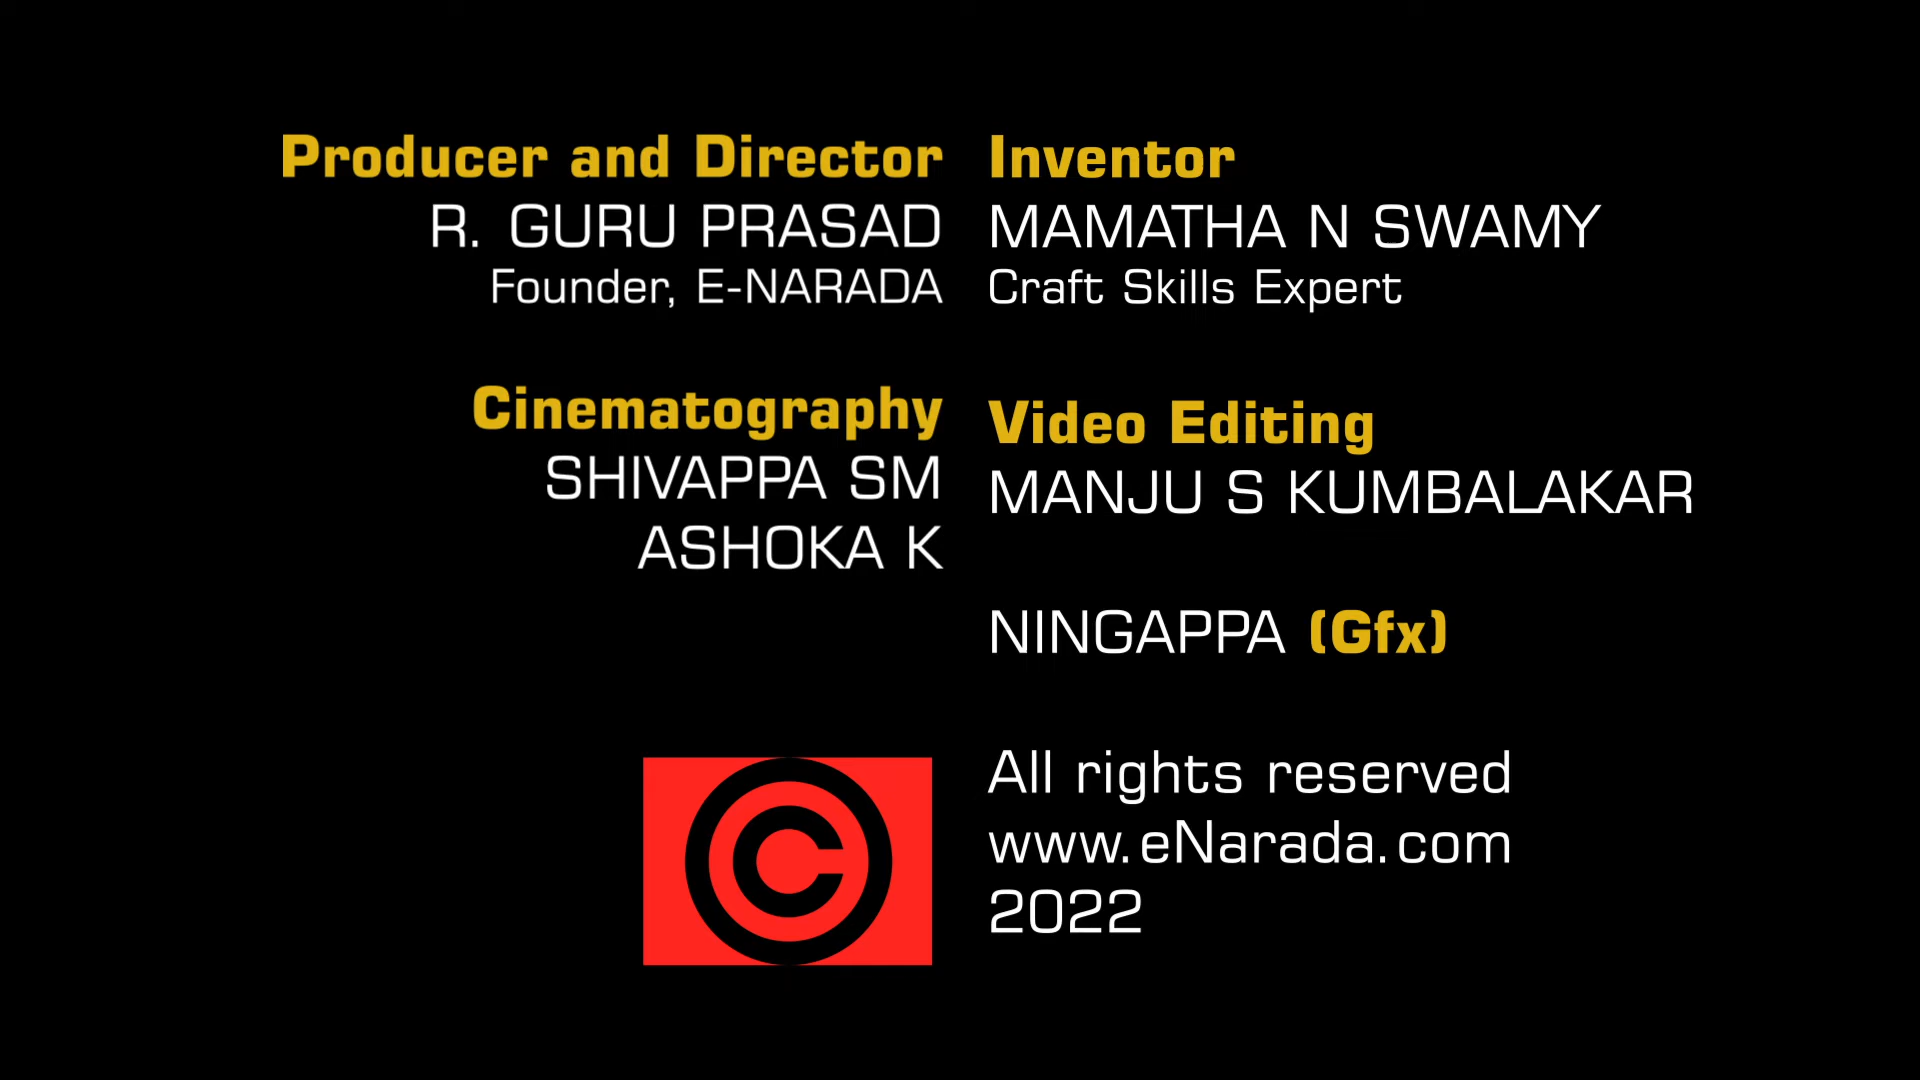 Producer and Director
R. GURU PRASAD
Founder, E-NARADA
Cinematography
SHIVAPPA SM
ASHOKA K
Inventor
MAMATHA N SWAMY
Craft Skills Expert
Video Editing
MANJU S KUMBALAKAR
NINGAPPA (Gfx)
©
All rights reserved
www.eNarada.com
2022